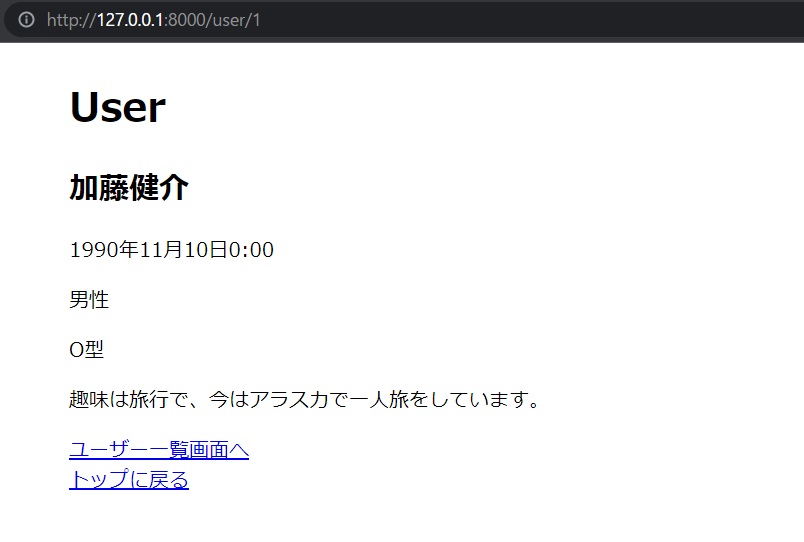 http://127.0.0.1:8000/user/1
User
加藤健介
1990年11月10日0:00
男性
O型
趣味は旅行で、今はアラスカで一人旅をしています。
ユーザー一覧画面へ
トップに戻る